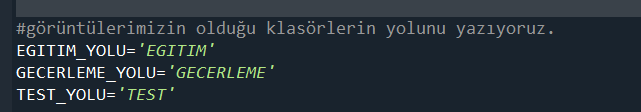 #görüntülerimizin olduğu klasörlerin yolunu yazıyoruz.
EGITIM_YOLU='EGITIM'
GECERLEME_YOLU='GECERLEME'
TEST_YOLU='TEST'